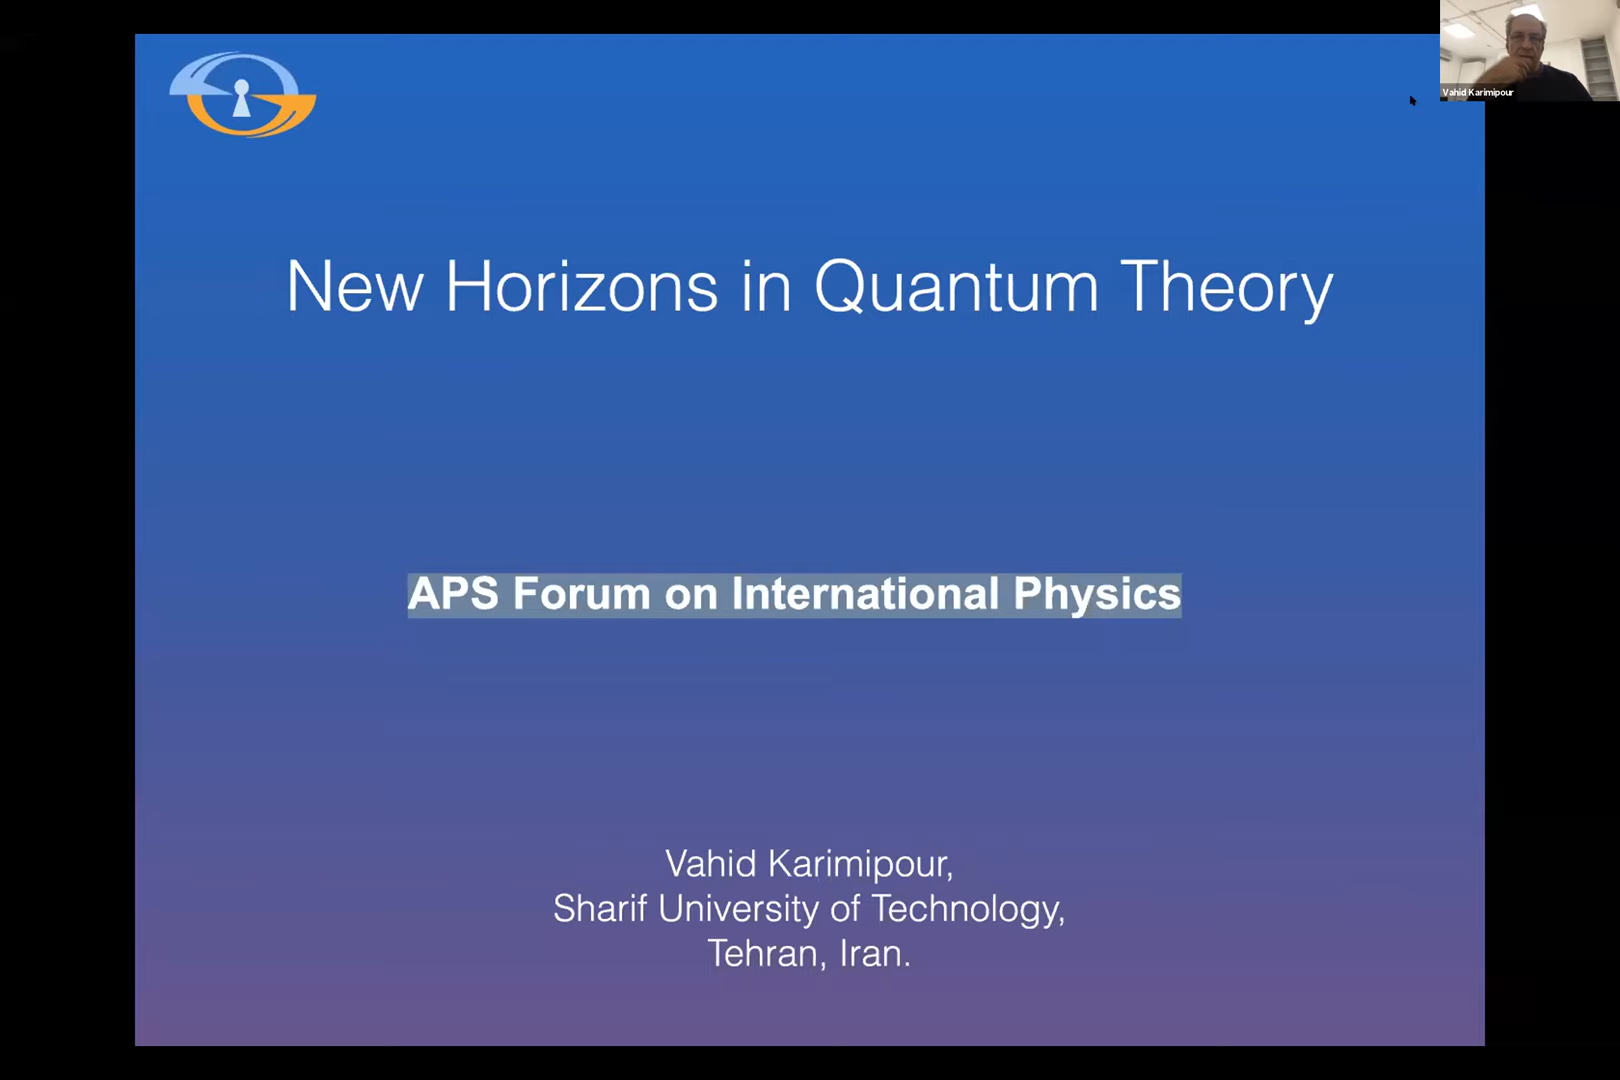 Vahid Karimipour
New Horizons in Quantum Theory
APS Forum on International Physics
Vahid Karimipour,
Sharif University of Technology,
Tehran, Iran.